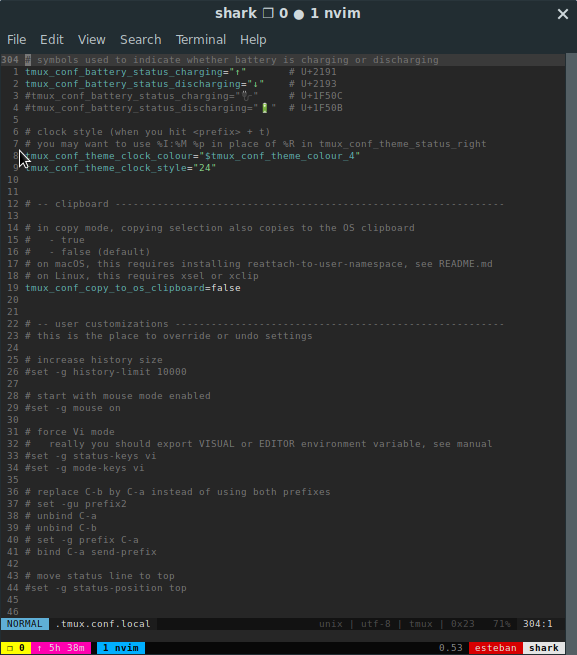 shark ❐ 0 ● 1 nvim
File Edit View Search Terminal Help
304 # symbols used to indicate whether battery is charging or discharging
1 tmux_conf_battery_status_charging="↑" # U+2191
2 tmux_conf_battery_status_discharging="↓" # U+2193
3 #tmux_conf_battery_status_charging="🔌" # U+1F50C
4 #tmux_conf_battery_status_discharging="🔋" # U+1F50B
5
6 # clock style (when you hit <prefix> + t)
7 # you may want to use %I:%M %p in place of %R in tmux_conf_theme_status_right
8 tmux_conf_theme_clock_colour="$tmux_conf_theme_colour_4"
9 tmux_conf_theme_clock_style="24"
10
11
12 # -- clipboard -----------------------------------------------------------------
13
14 # in copy mode, copying selection also copies to the OS clipboard
15 #   - true
16 #   - false (default)
17 # on macOS, this requires installing reattach-to-user-namespace, see README.md
18 # on Linux, this requires xsel or xclip
19 tmux_conf_copy_to_os_clipboard=false
20
21
22 # -- user customizations -------------------------------------------------------
23 # this is the place to override or undo settings
24
25 # increase history size
26 #set -g history-limit 10000
27
28 # start with mouse mode enabled
29 #set -g mouse on
30
31 # force Vi mode
32 #   really you should export VISUAL or EDITOR environment variable, see manual
33 #set -g status-keys vi
34 #set -g mode-keys vi
35
36 # replace C-b by C-a instead of using both prefixes
37 # set -gu prefix2
38 # unbind C-a
39 # unbind C-b
40 # set -g prefix C-a
41 # bind C-a send-prefix
42
43 # move status line to top
44 #set -g status-position top
45
46
NORMAL .tmux.conf.local unix | utf-8 | tmux | 0x23 71% 304:1
❐ 0 ↑ 5h 38m 1 nvim 0.53 esteban shark